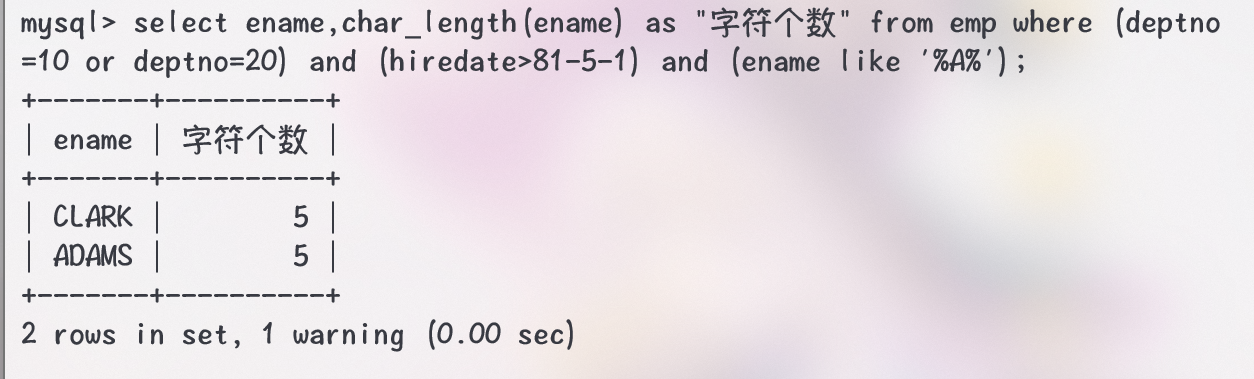 mysql> select ename,char_length(ename) as "字符个数" from emp where (deptno
=10 or deptno=20) and (hiredate>81-5-1) and (ename like '%A%');
+-------+----------+
| ename | 字符个数 |
+-------+----------+
| CLARK |        5 |
| ADAMS |        5 |
+-------+----------+
2 rows in set, 1 warning (0.00 sec)